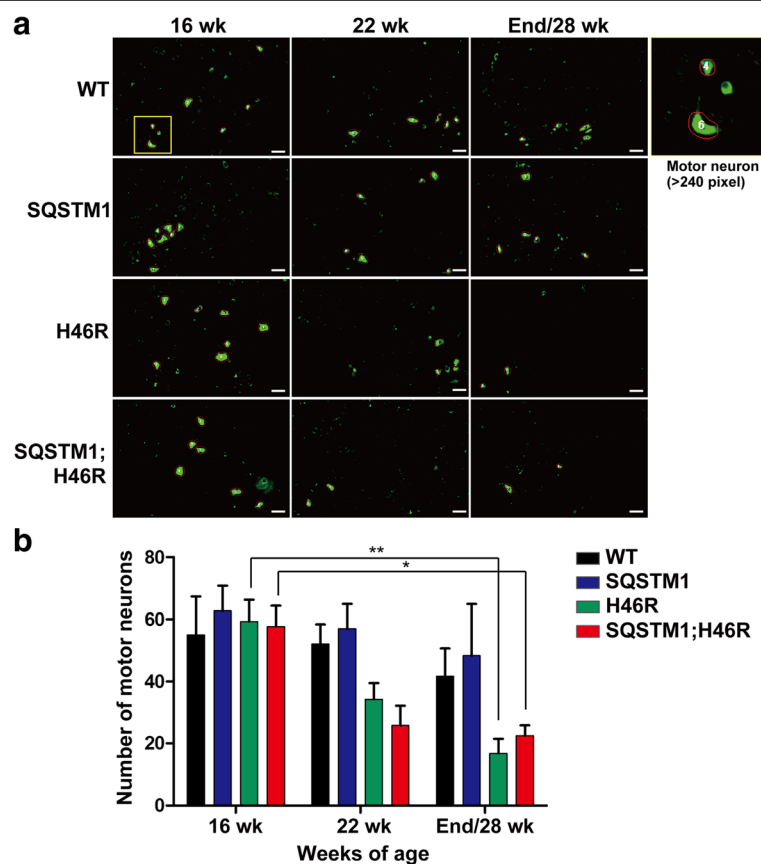 a
16 wk 22 wk End/28 wk
WT
4
6
Motor neuron
(>240 pixel)
SQSTM1
H46R
SQSTM1;
H46R
b
Number of motor neurons
80
60
40
20
0
**
*
WT
SQSTM1
H46R
SQSTM1;H46R
16 wk 22 wk End/28 wk
Weeks of age